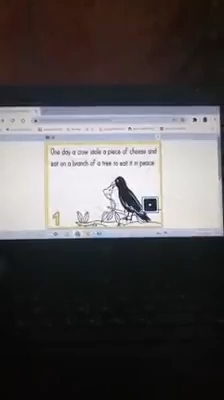 One day a crow stole a piece of cheese and
sat on a branch of a tree to eat it in peace
1